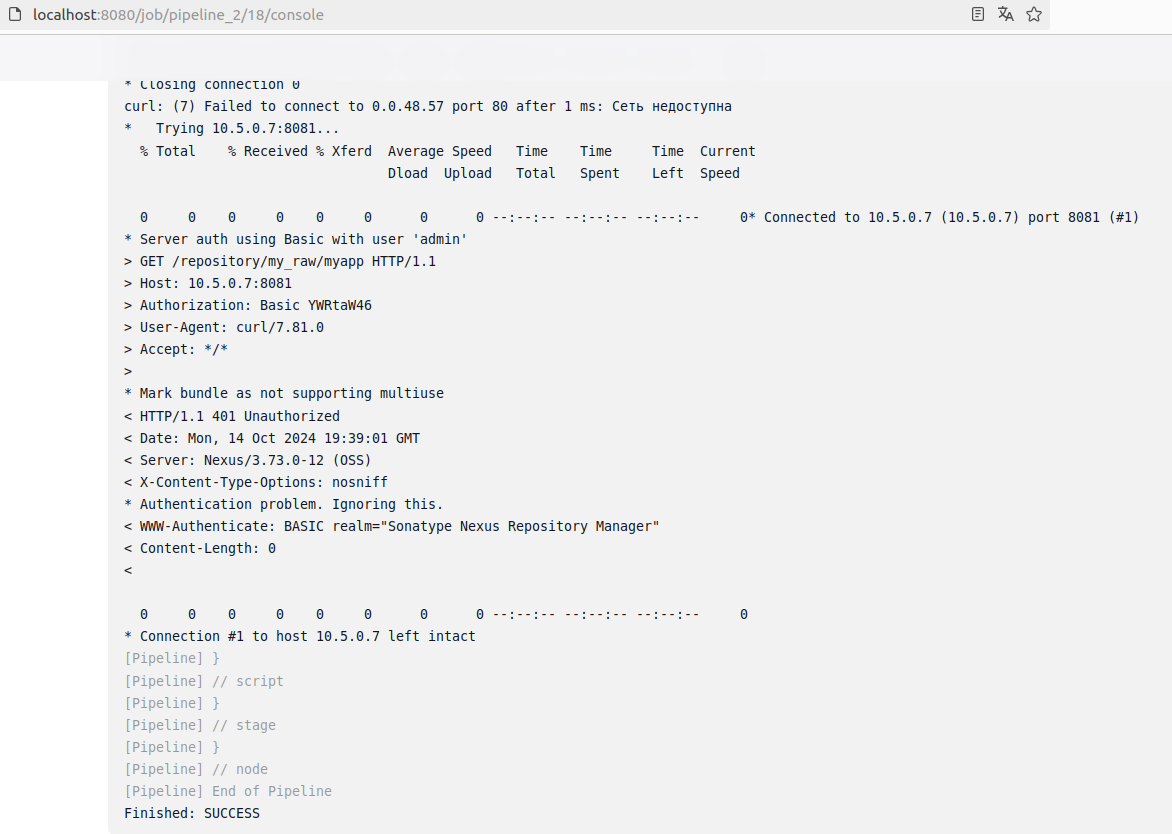 localhost:8080/job/pipeline_2/18/console
* Closing connection 0
curl: (7) Failed to connect to 0.0.48.57 port 80 after 1 ms: Сеть недоступна
*   Trying 10.5.0.7:8081...
  % Total    % Received % Xferd  Average Speed   Time    Time     Time  Current
                                 Dload  Upload   Total   Spent    Left  Speed
  0     0    0     0    0     0      0      0 --:--:-- --:--:-- --:--:--     0* Connected to 10.5.0.7 (10.5.0.7) port 8081 (#1)
* Server auth using Basic with user 'admin'
> GET /repository/my_raw/myapp HTTP/1.1
> Host: 10.5.0.7:8081
> Authorization: Basic YWRtaW46
> User-Agent: curl/7.81.0
> Accept: */*
>
* Mark bundle as not supporting multiuse
< HTTP/1.1 401 Unauthorized
< Date: Mon, 14 Oct 2024 19:39:01 GMT
< Server: Nexus/3.73.0-12 (OSS)
< X-Content-Type-Options: nosniff
* Authentication problem. Ignoring this.
< WWW-Authenticate: BASIC realm="Sonatype Nexus Repository Manager"
< Content-Length: 0
<
  0     0    0     0    0     0      0      0 --:--:-- --:--:-- --:--:--     0
* Connection #1 to host 10.5.0.7 left intact
[Pipeline] }
[Pipeline] // script
[Pipeline] }
[Pipeline] // stage
[Pipeline] }
[Pipeline] // node
[Pipeline] End of Pipeline
Finished: SUCCESS